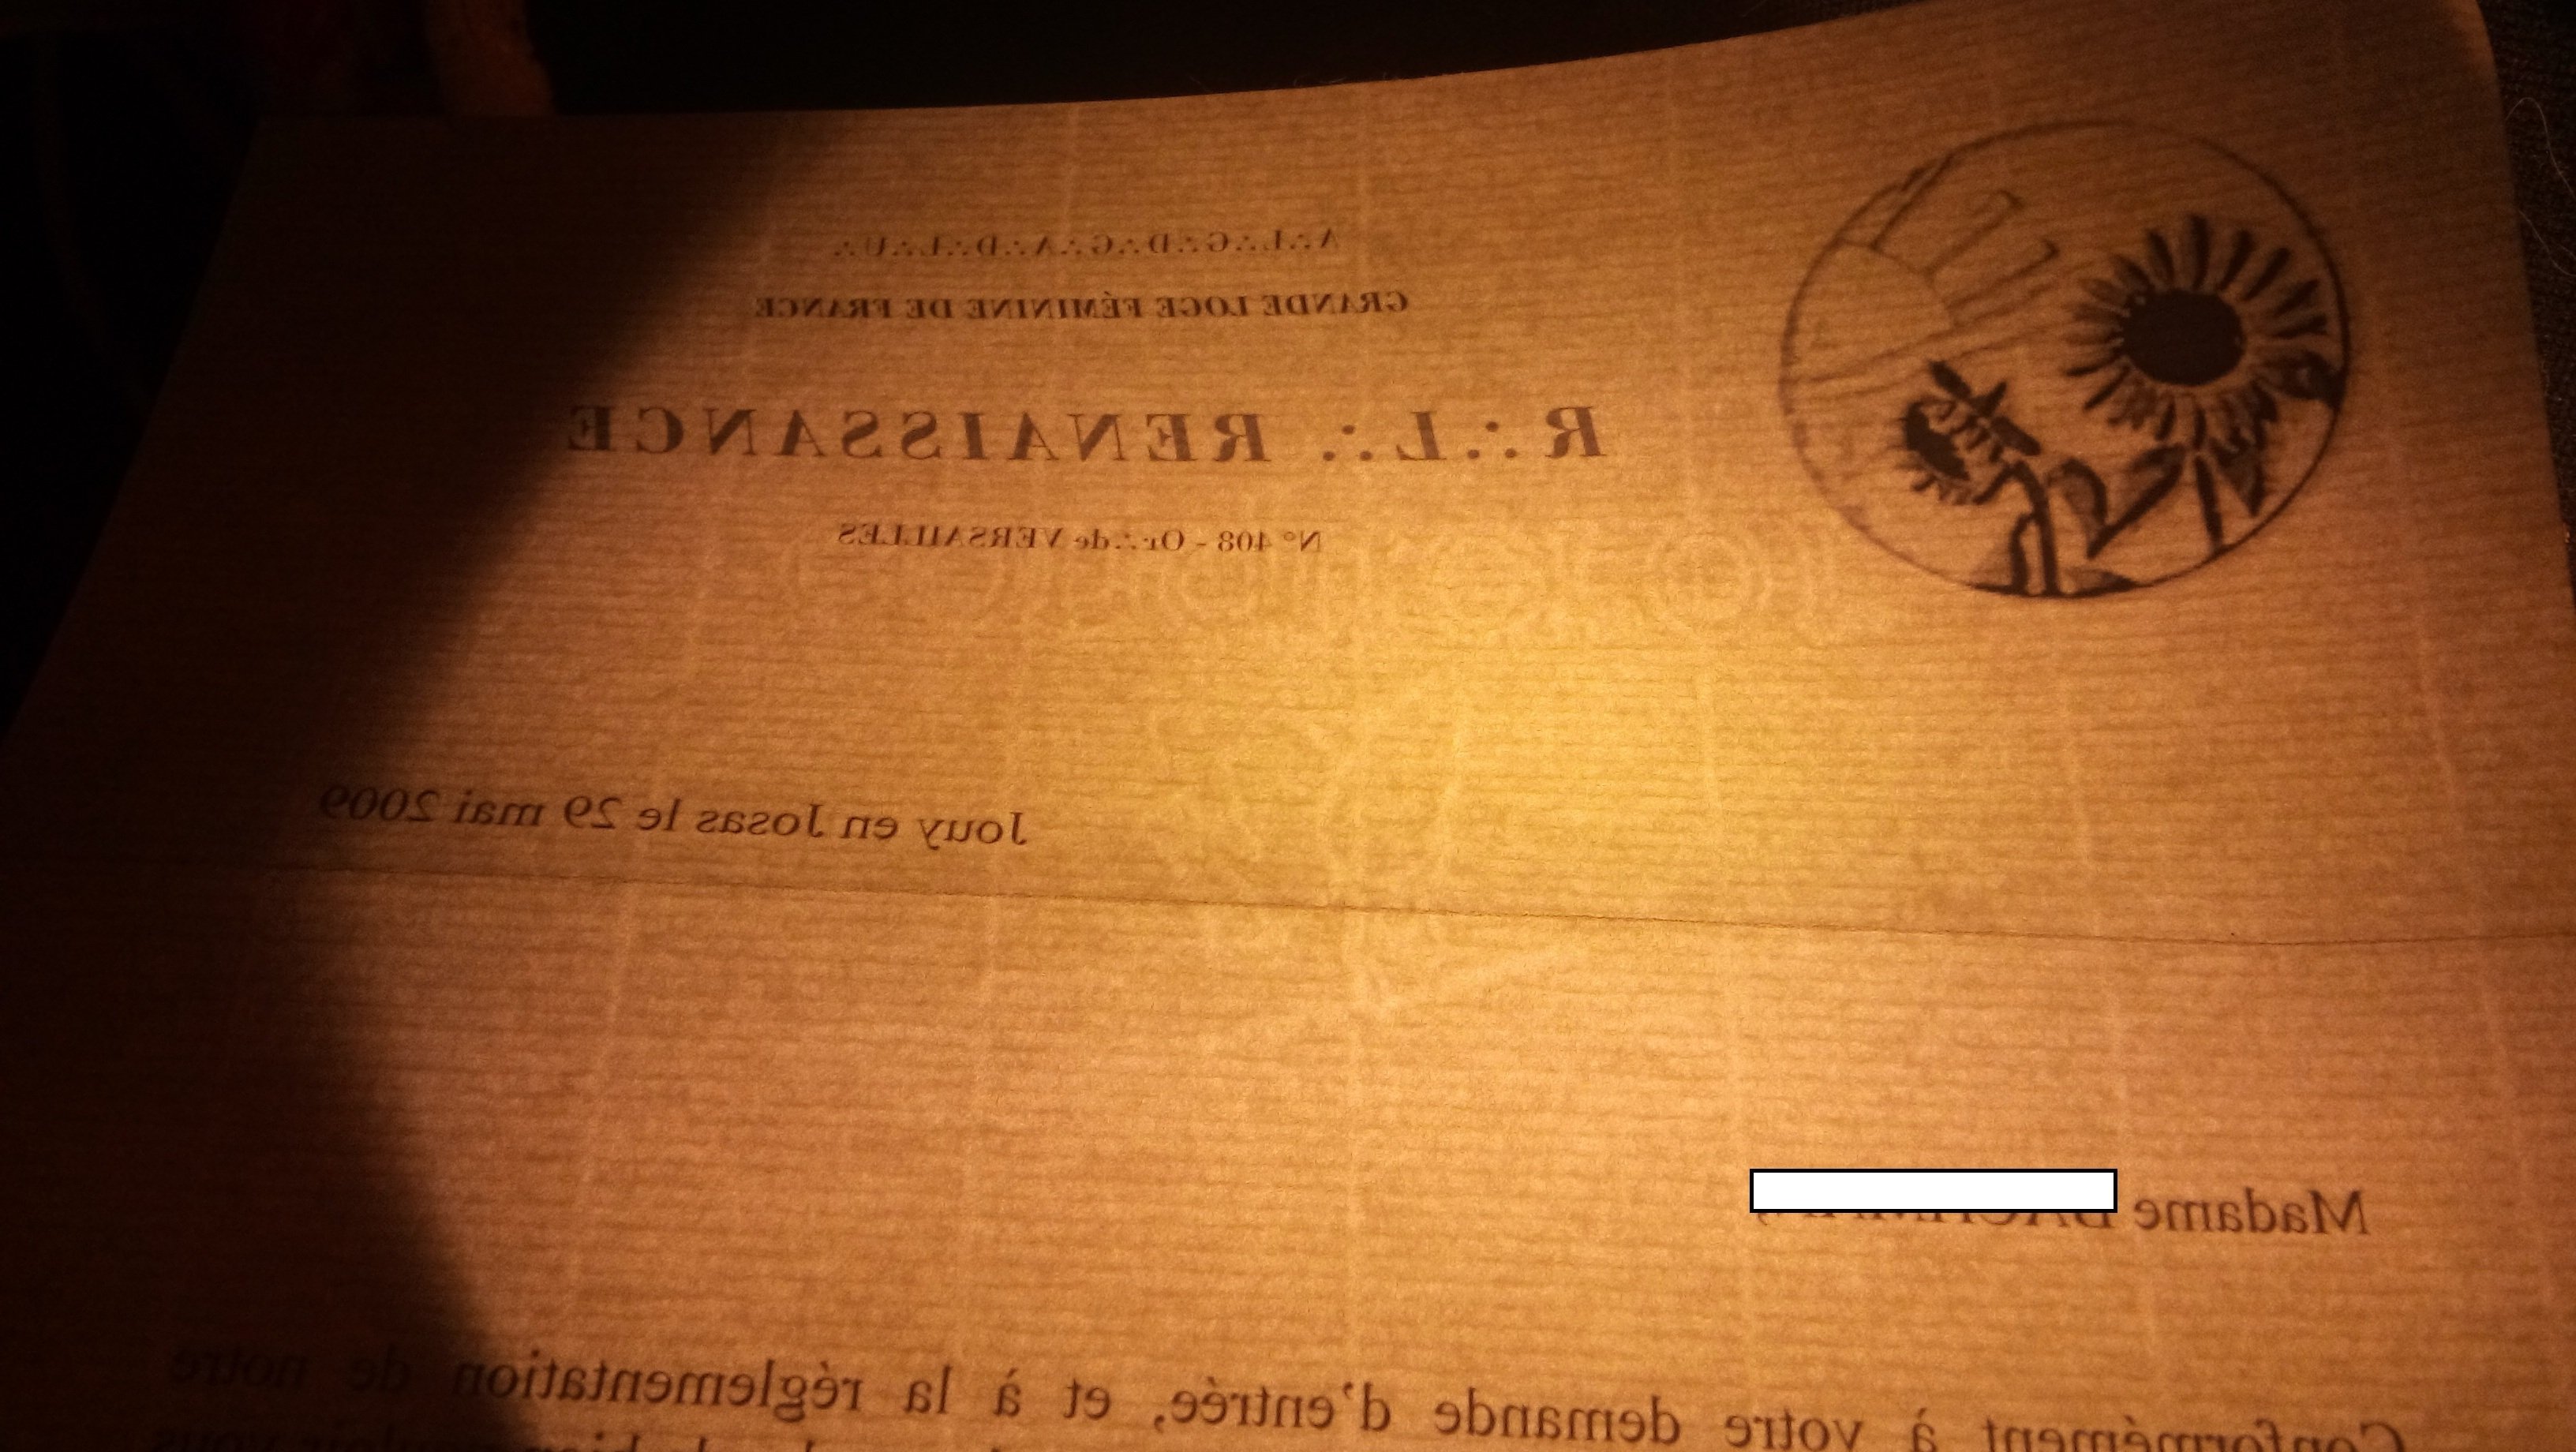 A∴L∴G∴D∴G∴A∴D∴L∴U∴
GRANDE LOGE FÉMININE DE FRANCE
R∴L∴ RENAISSANCE
N° 408 - Or∴de VERSAILLES
Jouy en Josas le 29 mai 2009
Madame
Conformément à votre demande d'entrée, et à la réglementation de notre